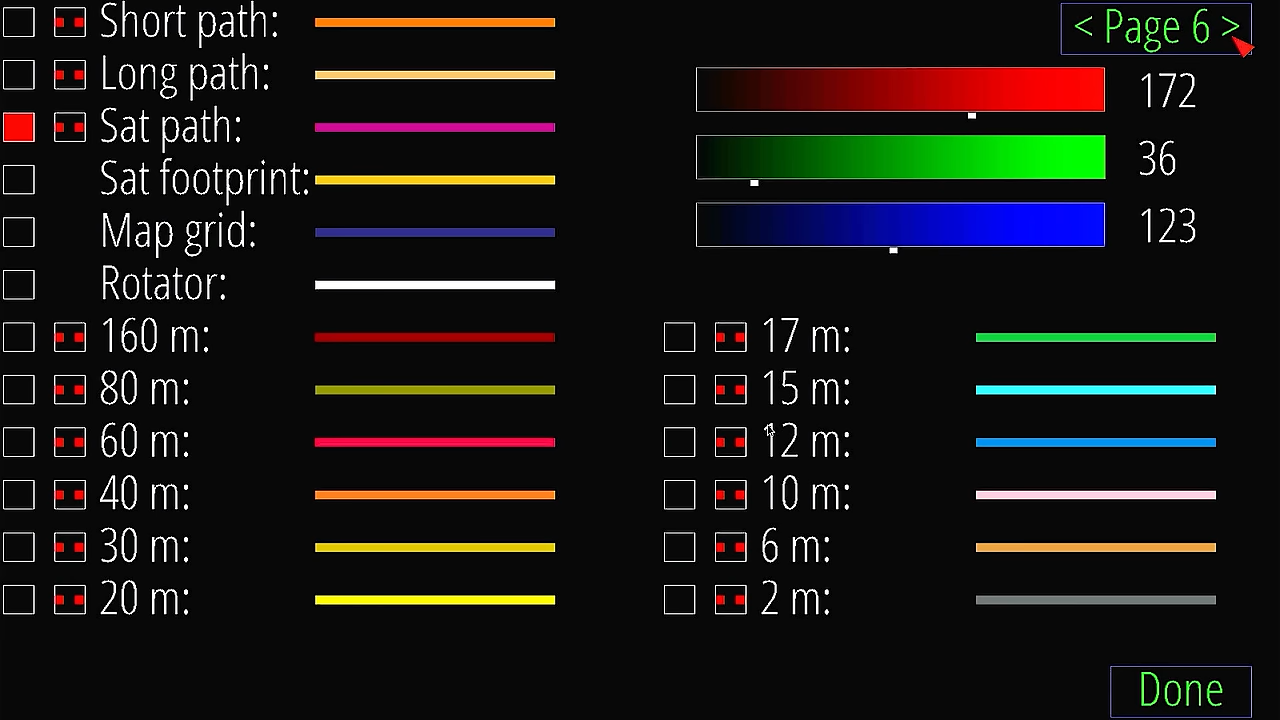 Short path:
< Page 6 >
Long path:
172
Sat path:
36
Sat footprint:
Map grid:
123
Rotator:
160 m:
17 m:
80 m:
15 m:
60 m:
12 m:
40 m:
10 m:
30 m:
6 m:
20 m:
2 m:
Done